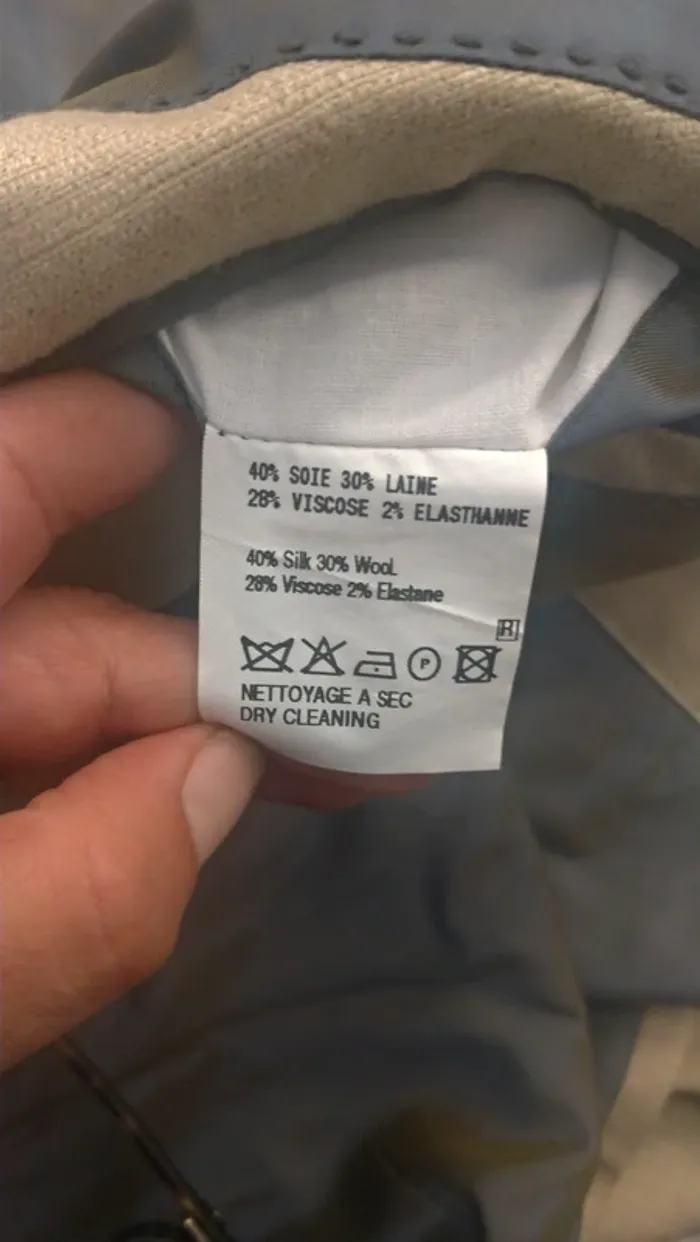 40% SOIE 30% LAINE
28% VISCOSE 2% ELASTHANNE
40% Silk 30% Wool
28% Viscose 2% Elastane
R
P
NETTOYAGE A SEC
DRY CLEANING